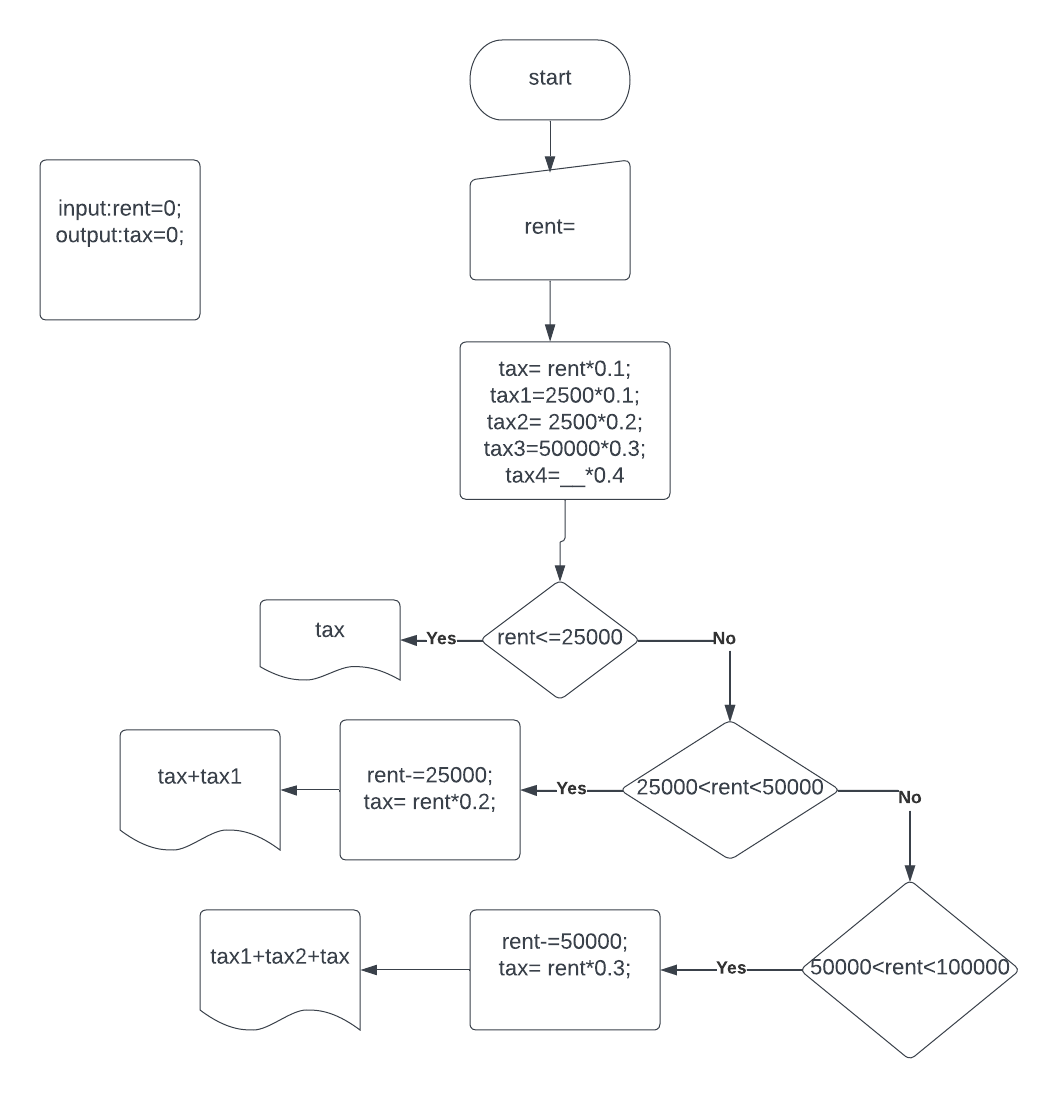 start
input:rent=0;
output:tax=0;
rent=
tax= rent*0.1;
tax1=2500*0.1;
tax2= 2500*0.2;
tax3=50000*0.3;
tax4=__*0.4
tax
Yes
rent<=25000
No
tax+tax1
rent-=25000;
tax= rent*0.2;
Yes
25000<rent<50000
No
tax1+tax2+tax
rent-=50000;
tax= rent*0.3;
Yes
50000<rent<100000